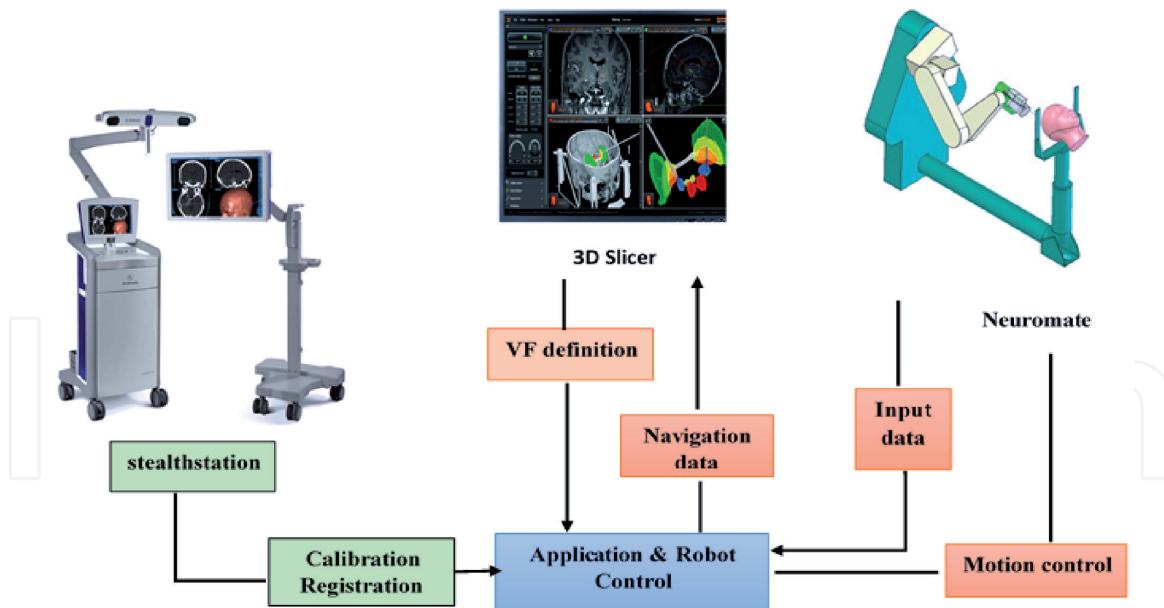 3D Slicer
Neuromate
VF definition
Input
data
Navigation
data
stealthstation
Calibration
Registration
Application & Robot
Control
Motion control